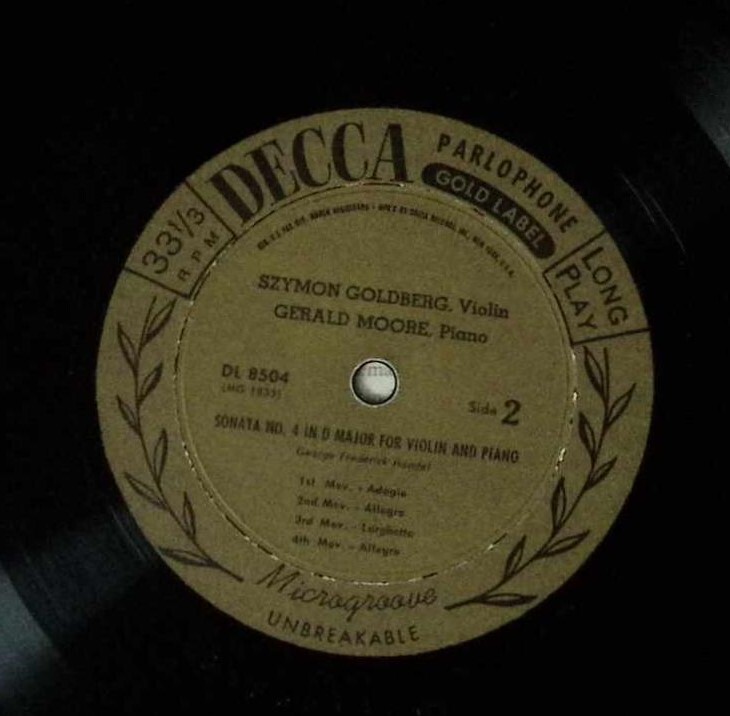 DECCA
PARLOPHONE
GOLD LABEL
33 1/3
RPM
LONG
PLAY
SZYMON GOLDBERG, Violin
GERALD MOORE, Piano
DL 8504
Side 2
SONATA NO. 4 IN D MAJOR FOR VIOLIN AND PIANO
George Frederick Handel
1st Mov. - Adagio
2nd Mov. - Allegro
3rd Mov. - Larghetto
4th Mov. - Allegro
Microgroove
UNBREAKABLE